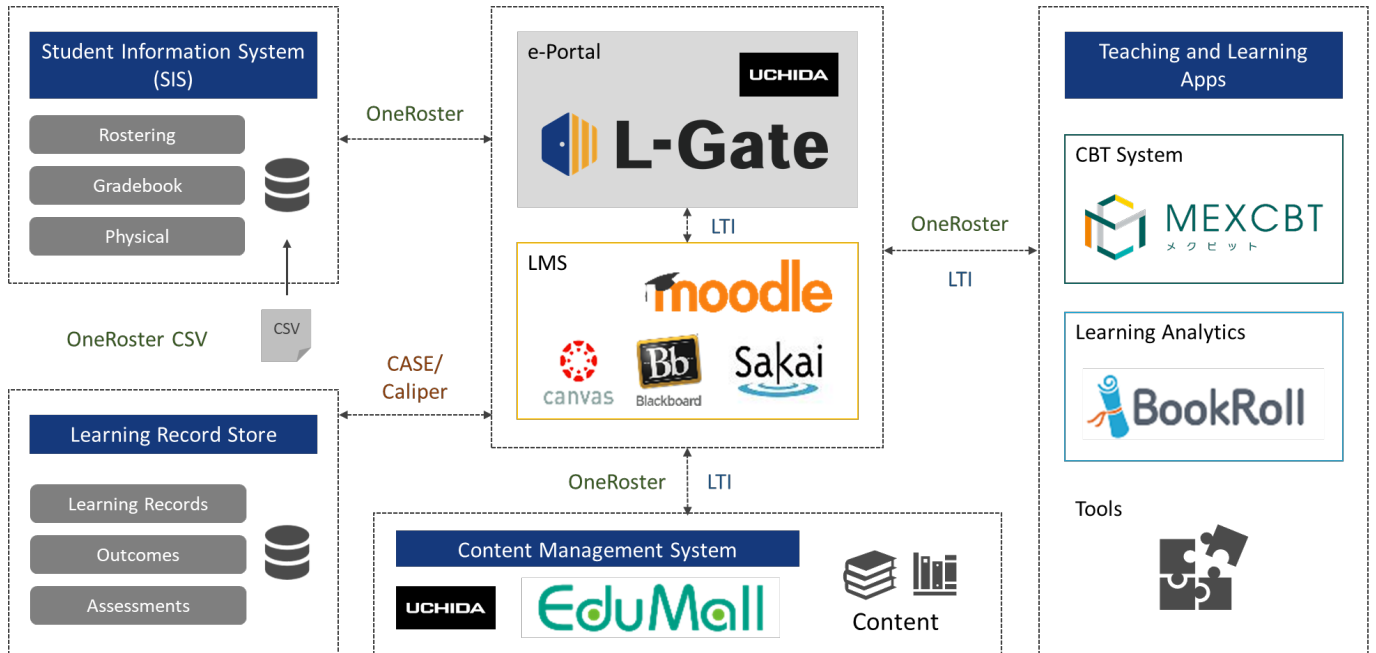 Student Information System
(SIS)
Rostering
Gradebook
Physical
OneRoster CSV
CSV
Learning Record Store
Learning Records
Outcomes
Assessments
OneRoster
CASE/
Caliper
e-Portal
UCHIDA
L-Gate
LTI
LMS
moodle
canvas
Bb
Blackboard
Sakai
OneRoster
LTI
Content Management System
UCHIDA
EduMall
Content
OneRoster
LTI
Teaching and Learning
Apps
CBT System
MEXCBT
メクビット
Learning Analytics
BookRoll
Tools